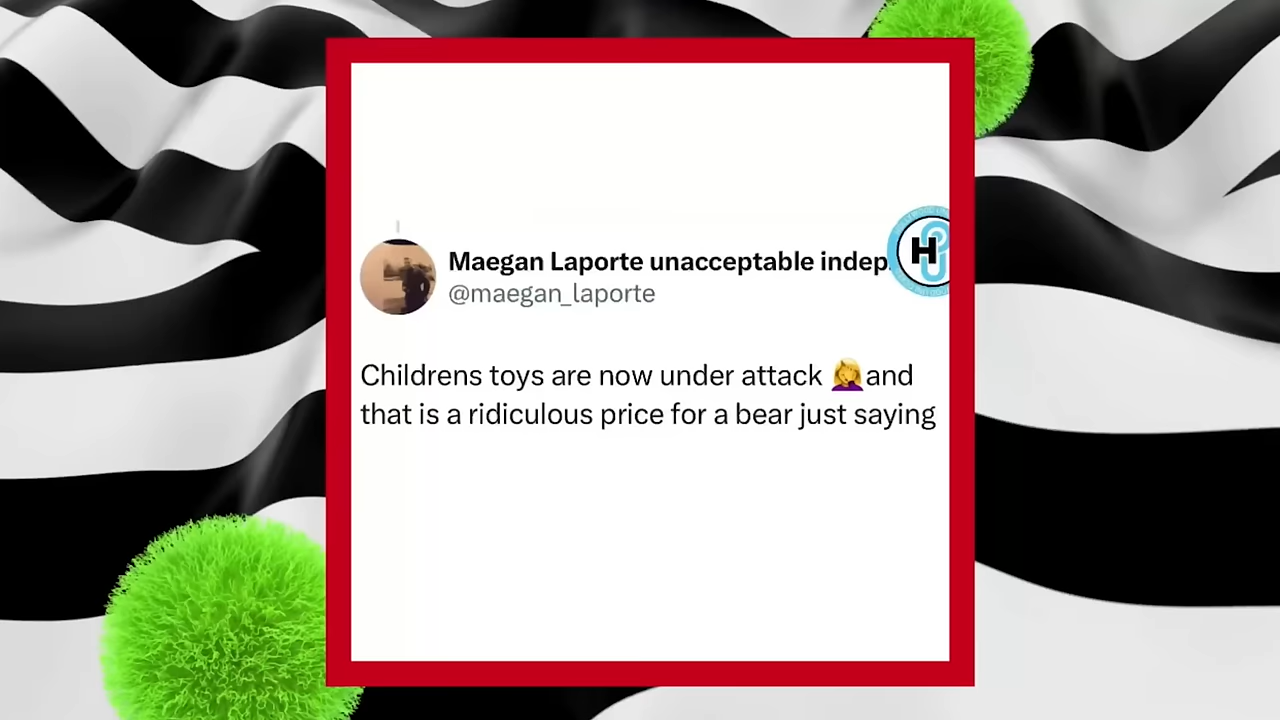 Maegan Laporte unacceptable indep.
@maegan_laporte
H
Childrens toys are now under attack 🤦‍♀️and
that is a ridiculous price for a bear just saying